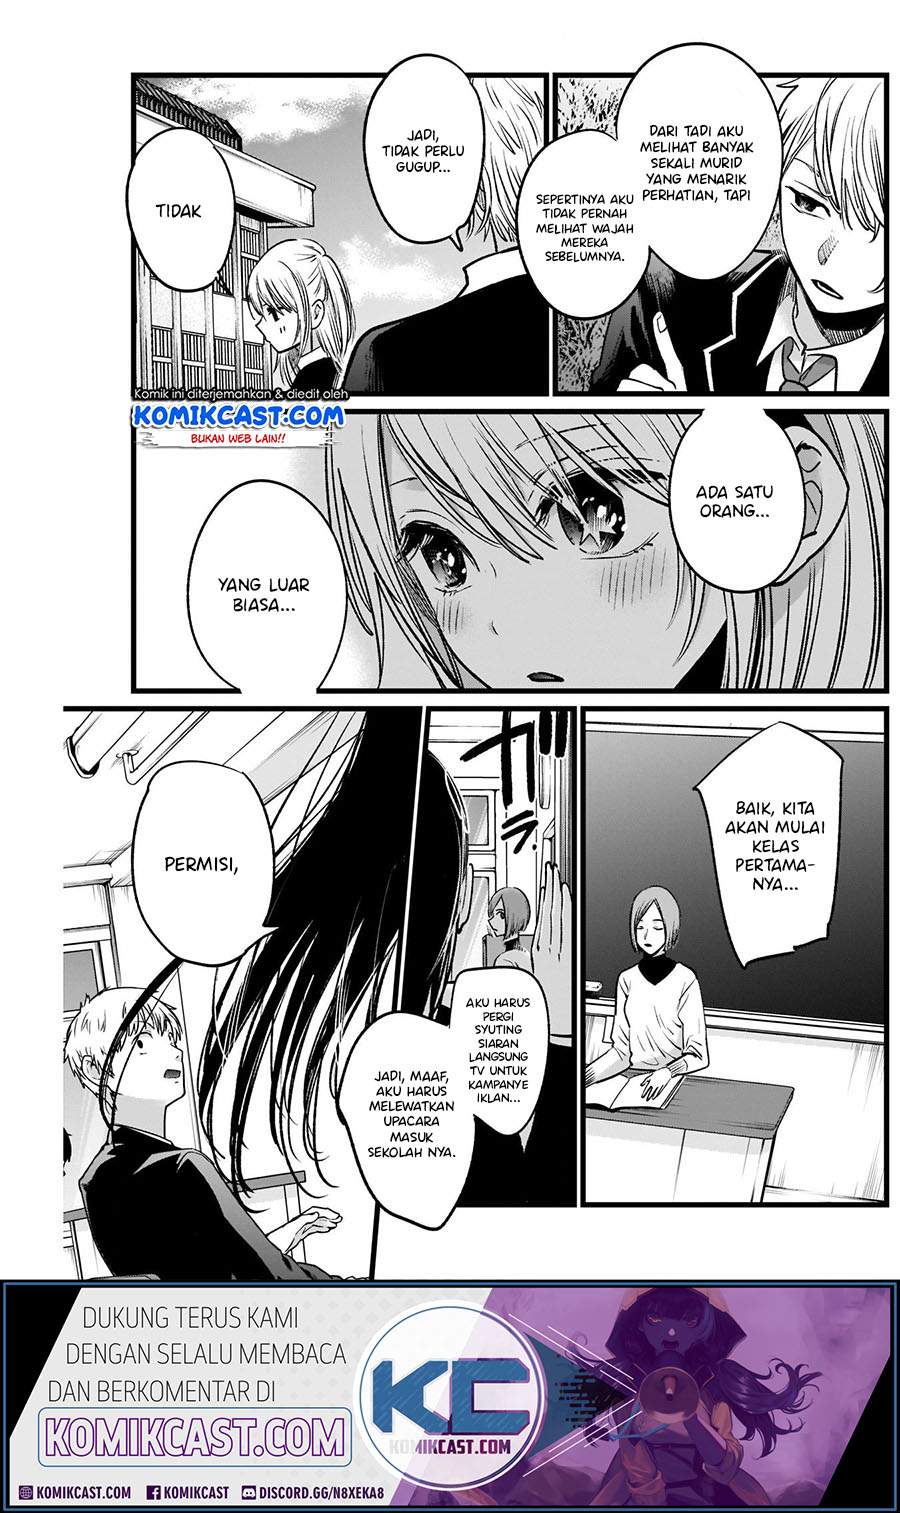 DARI TADI AKU
MELIHAT BANYAK
SEKALI MURID
YANG MENARIK
PERHATIAN, TAPI
SEPERTINYA AKU
TIDAK PERNAH
MELIHAT WAJAH
MEREKA
SEBELUMNYA.
JADI,
TIDAK PERLU
GUGUP...
TIDAK
Komik ini diterjemahkan & diedit oleh
KOMIKCAST.COM
BUKAN WEB LAIN!!
ADA SATU
ORANG...
YANG LUAR
BIASA...
BAIK, KITA
AKAN MULAI
KELAS
PERTAMA-
NYA...
ガラ
PERMISI,
AKU HARUS
PERGI
SYUTING
SIARAN
LANGSUNG
TV UNTUK
KAMPANYE
IKLAN...
JADI, MAAF,
AKU HARUS
MELEWATKAN
UPACARA
MASUK
SEKOLAH NYA.
DUKUNG TERUS KAMI
DENGAN SELALU MEMBACA
DAN BERKOMENTAR DI
KOMIKCAST.COM
KC
KOMIKCAST.COM
KOMIKCAST.COM KOMIKCAST DISCORD.GG/N8XEKA8